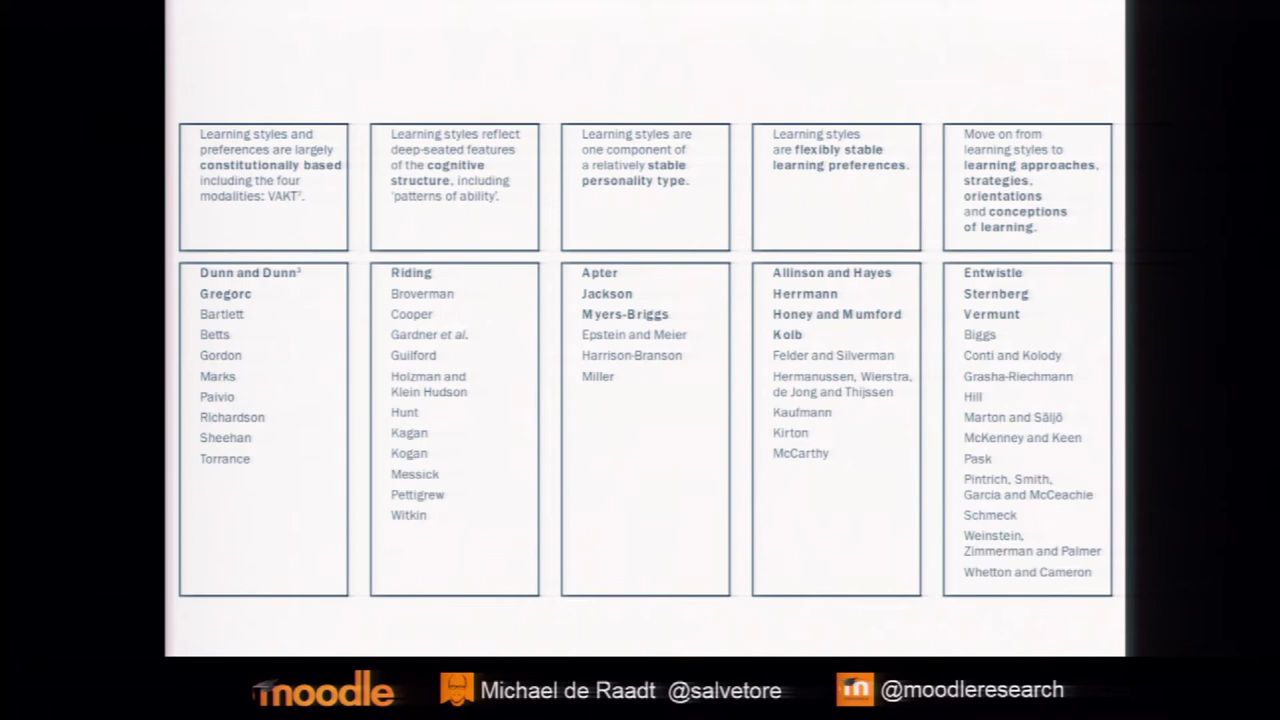 Learning styles and
preferences are largely
constitutionally based
including the four
modalities: VAKT².
Learning styles reflect
deep-seated features
of the cognitive
structure, including
‘patterns of ability’.
Learning styles are
one component of
a relatively stable
personality type.
Learning styles
are flexibly stable
learning preferences.
Move on from
learning styles to
learning approaches,
strategies,
orientations
and conceptions
of learning.
Dunn and Dunn³
Gregorc
Bartlett
Betts
Gordon
Marks
Paivio
Richardson
Sheehan
Torrance
Riding
Broverman
Cooper
Gardner et al.
Guilford
Holzman and
Klein Hudson
Hunt
Kagan
Kogan
Messick
Pettigrew
Witkin
Apter
Jackson
Myers-Briggs
Epstein and Meier
Harrison-Branson
Miller
Allinson and Hayes
Herrmann
Honey and Mumford
Kolb
Felder and Silverman
Hermanussen, Wierstra,
de Jong and Thijssen
Kaufmann
Kirton
McCarthy
Entwistle
Sternberg
Vermunt
Biggs
Conti and Kolody
Grasha-Riechmann
Hill
Marton and Säljö
McKenney and Keen
Pask
Pintrich, Smith,
Garcia and McCeachie
Schmeck
Weinstein,
Zimmerman and Palmer
Whetton and Cameron
moodle
Michael de Raadt @salvetore
m @moodleresearch